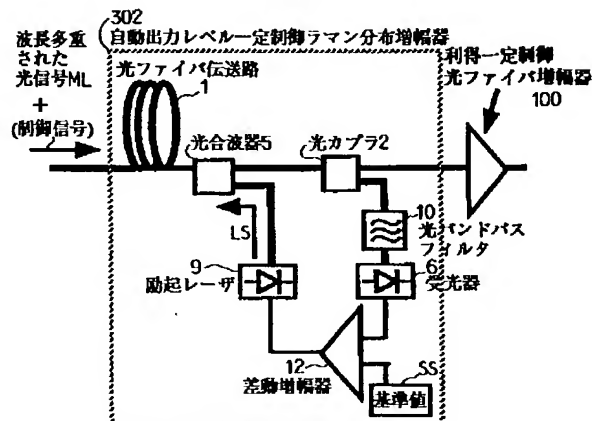 302
自動出力レベル一定制御ラマン分布増幅器
波長多重
された
光信号ML
+
(制御信号)
光ファイバ伝送路
1
利得一定制御
光ファイバ増幅器
100
光合波器5
光カプラ2
LS
10
光バンドパス
フィルタ
9
励起レーザ
6
受光器
12
差動増幅器
SS
基準値